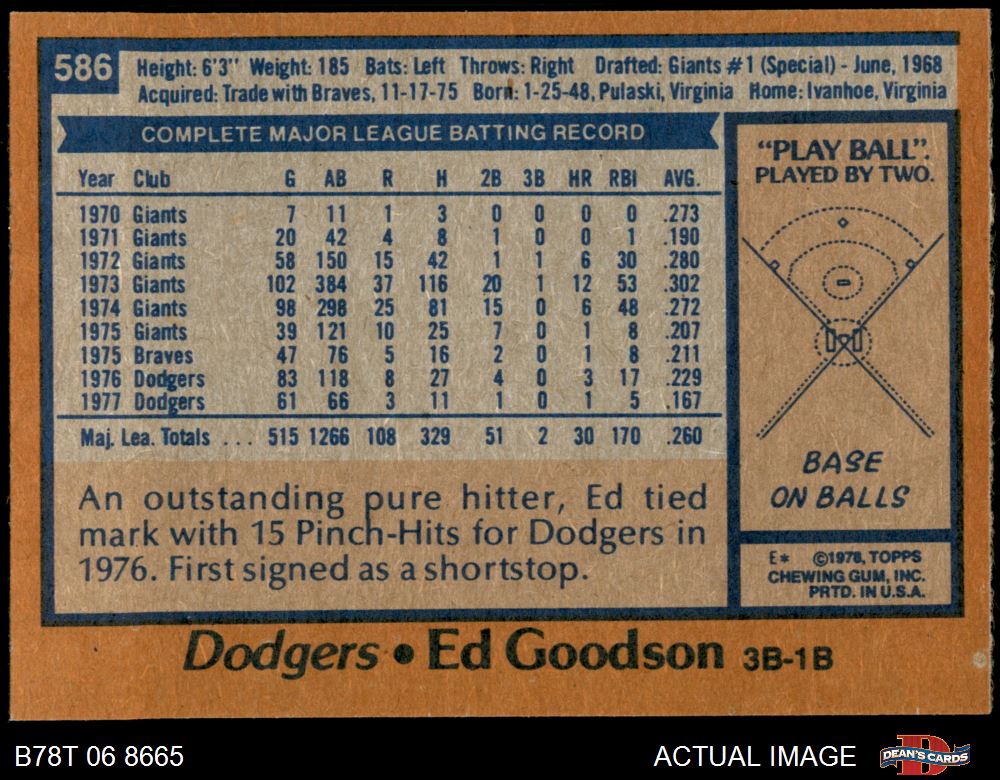 586
Height: 6'3'' Weight: 185 Bats: Left Throws: Right Drafted: Giants #1 (Special) - June, 1968
Acquired: Trade with Braves, 11-17-75 Born: 1-25-48, Pulaski, Virginia Home: Ivanhoe, Virginia
COMPLETE MAJOR LEAGUE BATTING RECORD
Year Club G AB R H 2B 3B HR RBI AVG.
1970 Giants 7 11 1 3 0 0 0 0 .273
1971 Giants 20 42 4 8 1 0 0 1 .190
1972 Giants 58 150 15 42 1 1 6 30 .280
1973 Giants 102 384 37 116 20 1 12 53 .302
1974 Giants 98 298 25 81 15 0 6 48 .272
1975 Giants 39 121 10 25 7 0 1 8 .207
1975 Braves 47 76 5 16 2 0 1 8 .211
1976 Dodgers 83 118 8 27 4 0 3 17 .229
1977 Dodgers 61 66 3 11 1 0 1 5 .167
Maj. Lea. Totals ... 515 1266 108 329 51 2 30 170 .260
An outstanding pure hitter, Ed tied
mark with 15 Pinch-Hits for Dodgers in
1976. First signed as a shortstop.
"PLAY BALL".
PLAYED BY TWO.
BASE
ON BALLS
E* ©1978, TOPPS
CHEWING GUM, INC.
PRTD. IN U.S.A.
Dodgers • Ed Goodson 3B-1B
B78T 06 8665
ACTUAL IMAGE
DEAN'S CARDS